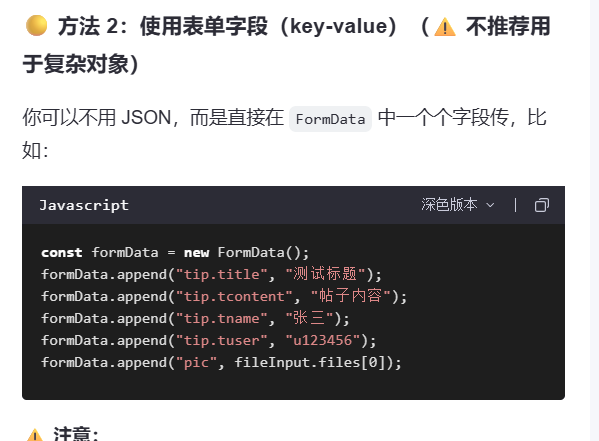 方法 2：使用表单字段（key-value）（⚠️ 不推荐用
于复杂对象）
你可以不用 JSON，而是直接在 FormData 中一个个字段传，比
如：
Javascript 深色版本
const formData = new FormData();
formData.append("tip.title", "测试标题");
formData.append("tip.tcontent", "帖子内容");
formData.append("tip.tname", "张三");
formData.append("tip.tuser", "u123456");
formData.append("pic", fileInput.files[0]);
⚠️ 注意：